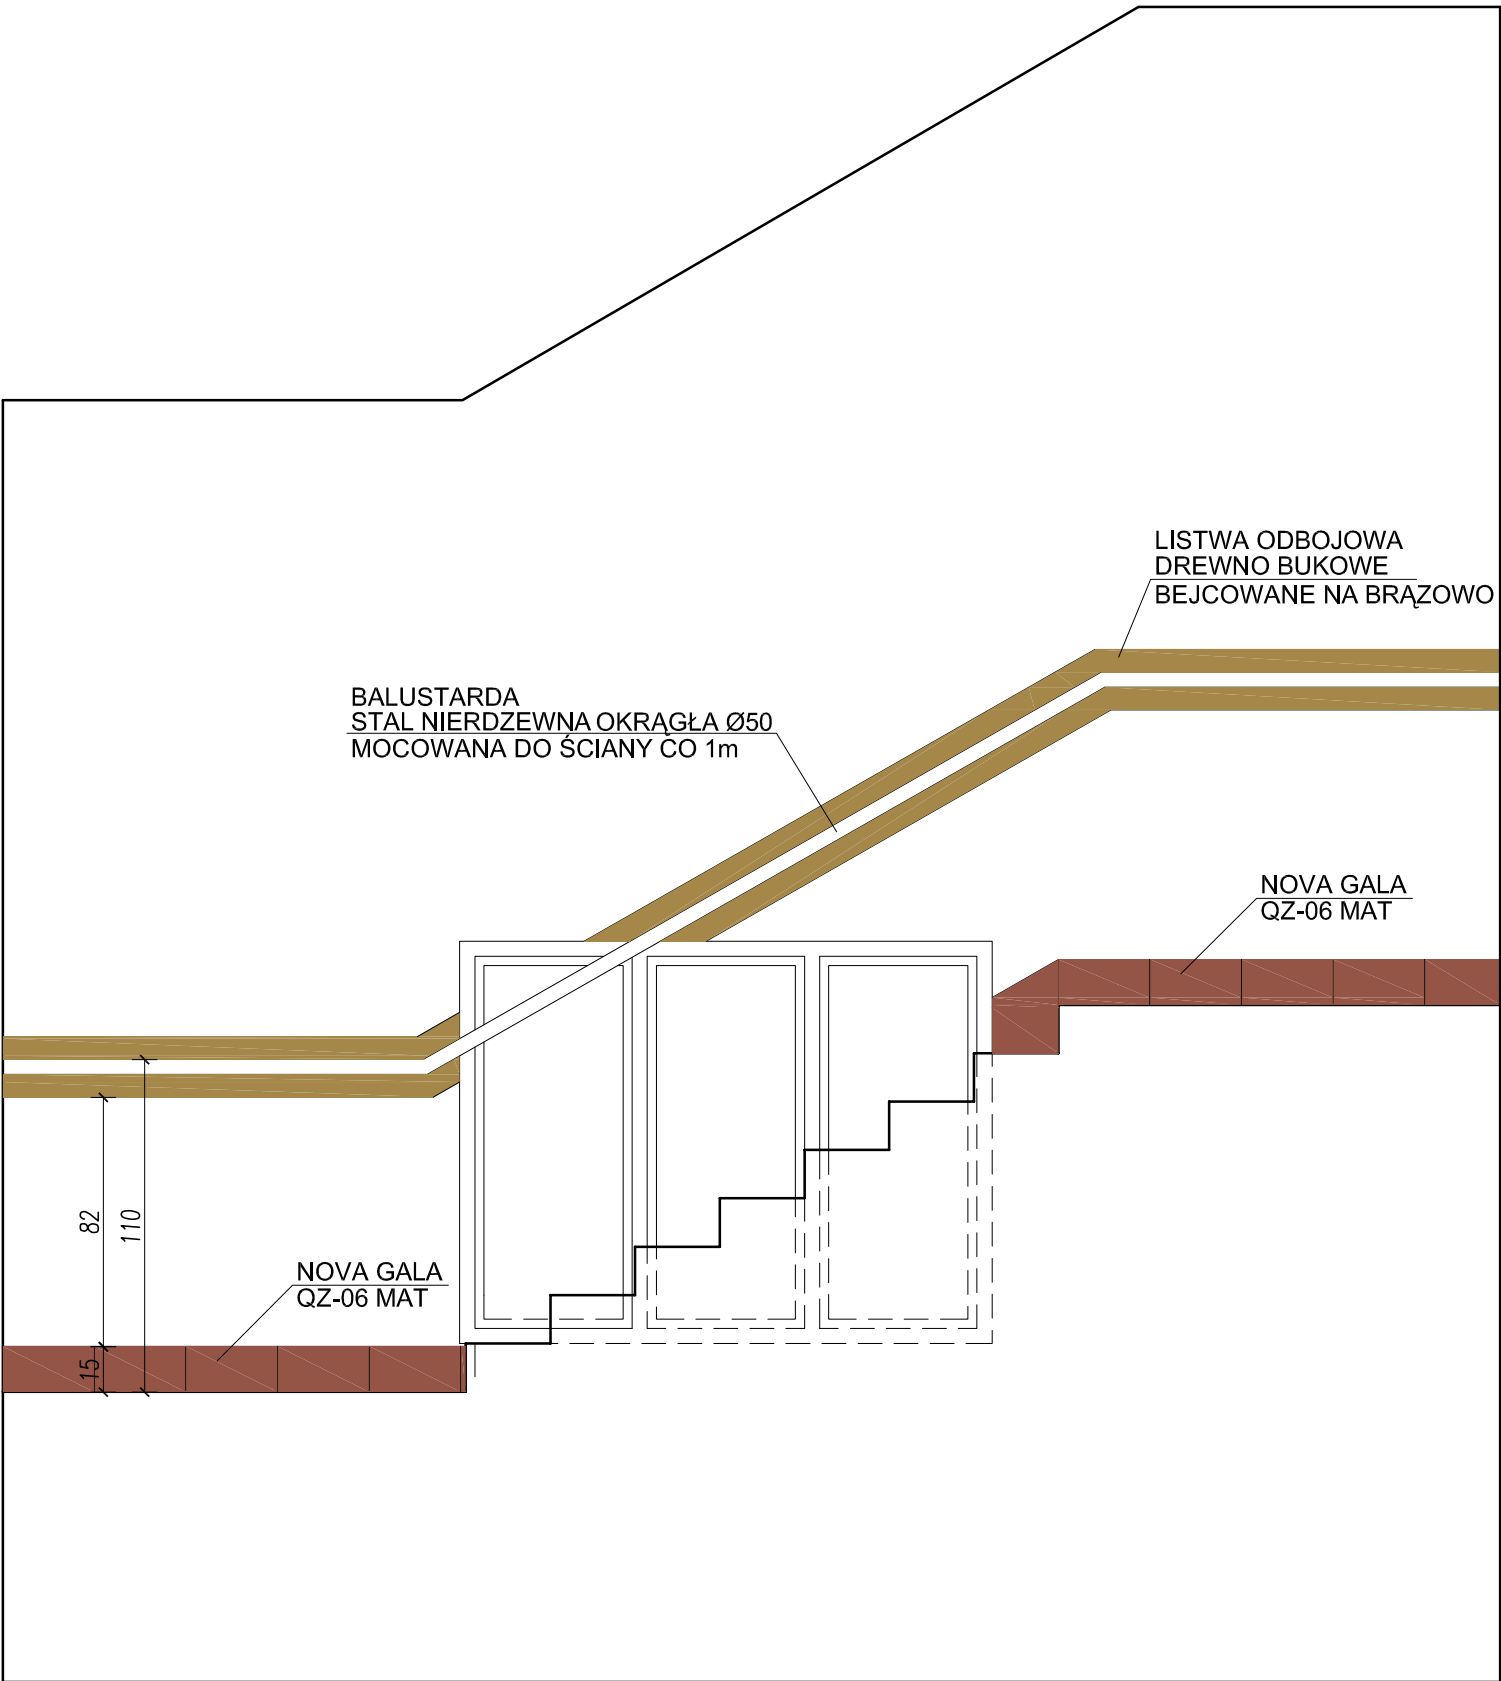 LISTWA ODBOJOWA
DREWNO BUKOWE
BEJCOWANE NA BRĄZOWO
BALUSTARDA
STAL NIERDZEWNA OKRĄGŁA Ø50
MOCOWANA DO ŚCIANY CO 1m
NOVA GALA
QZ-06 MAT
82
110
NOVA GALA
QZ-06 MAT
15